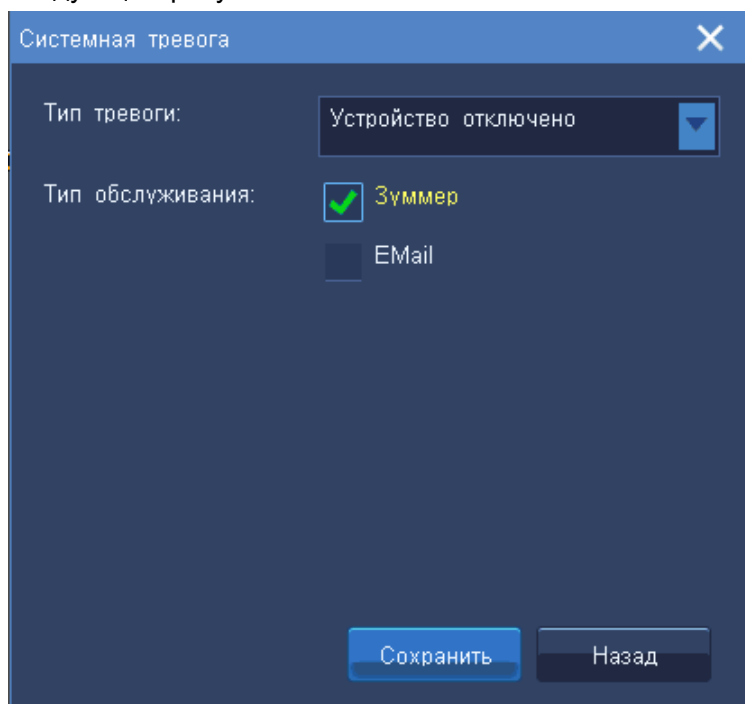 Системная тревога
Тип тревоги:
Устройство отключено
Тип обслуживания:
Зуммер
EMail
Сохранить
Назад